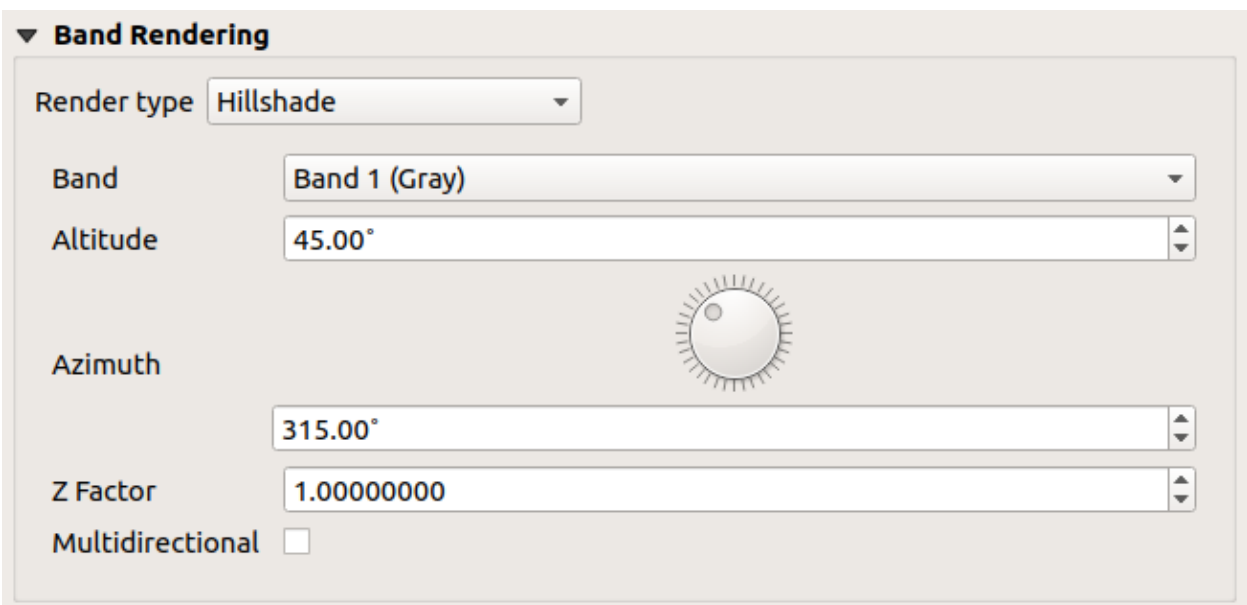 Band Rendering
Render type Hillshade
Band Band 1 (Gray)
Altitude 45.00°
Azimuth
315.00°
Z Factor 1.00000000
Multidirectional